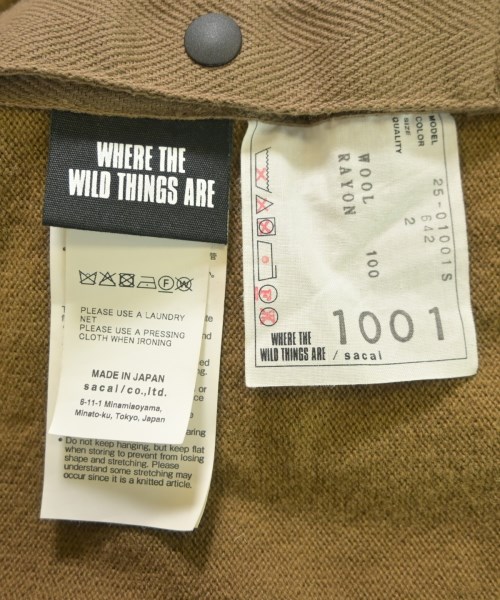 WHERE THE
WILD THINGS ARE
PLEASE USE A LAUNDRY
NET
PLEASE USE A PRESSING
CLOTH WHEN IRONING
MADE IN JAPAN
sacai/co.,ltd.
6-11-1 Minamiaoyama,
Minato-ku, Tokyo, Japan
• Do not keep hanging, but keep flat
when storing to prevent from losing
shape and stretching. Please
understand some stretching may
occur since it is a knitted article.
MODEL 25-01001S
COLOR 642
SIZE 2
QUALITY
WOOL 100
RAYON
1001
WHERE THE
WILD THINGS ARE / sacai